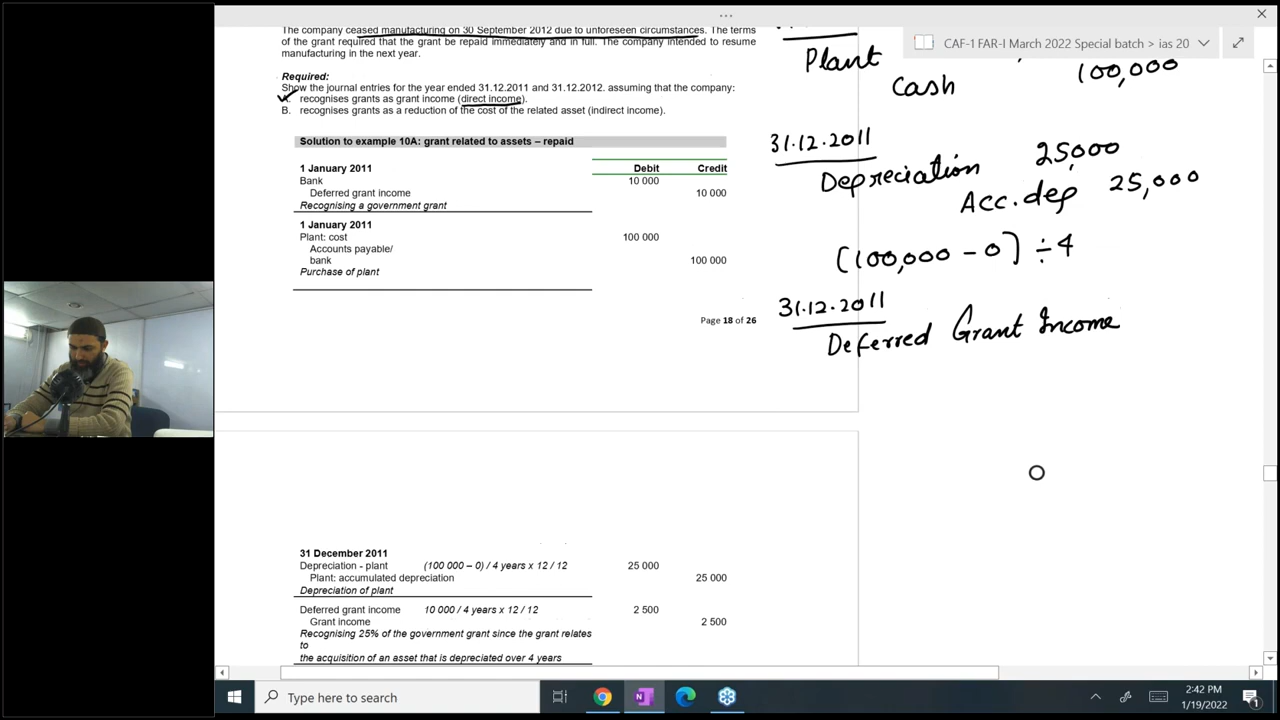 The company ceased manufacturing on 30 September 2012 due to unforeseen circumstances. The terms
of the grant required that the grant be repaid immediately and in full. The company intended to resume
manufacturing in the next year.
Required:
Show the journal entries for the year ended 31.12.2011 and 31.12.2012. assuming that the company:
recognises grants as grant income (direct income).
B. recognises grants as a reduction of the cost of the related asset (indirect income).
Solution to example 10A: grant related to assets – repaid
1 January 2011 Debit Credit
Bank 10 000
Deferred grant income 10 000
Recognising a government grant
1 January 2011
Plant: cost 100 000
Accounts payable/
bank 100 000
Purchase of plant
Page 18 of 26
31 December 2011
Depreciation - plant (100 000 – 0) / 4 years x 12 / 12 25 000
Plant: accumulated depreciation 25 000
Depreciation of plant
Deferred grant income 10 000 / 4 years x 12 / 12 2 500
Grant income 2 500
Recognising 25% of the government grant since the grant relates
to
the acquisition of an asset that is depreciated over 4 years
CAF-1 FAR-I March 2022 Special batch > ias 20
Plant
Cash 100,000
31.12.2011
Depreciation 25,000
Acc. dep 25,000
(100,000 - 0) ÷ 4
31.12.2011
Deferred Grant Income
Type here to search
2:42 PM
1/19/2022
1